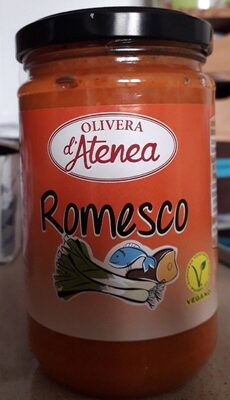 OLIVERA
d'Atenea
Romesco
V
VEGANO